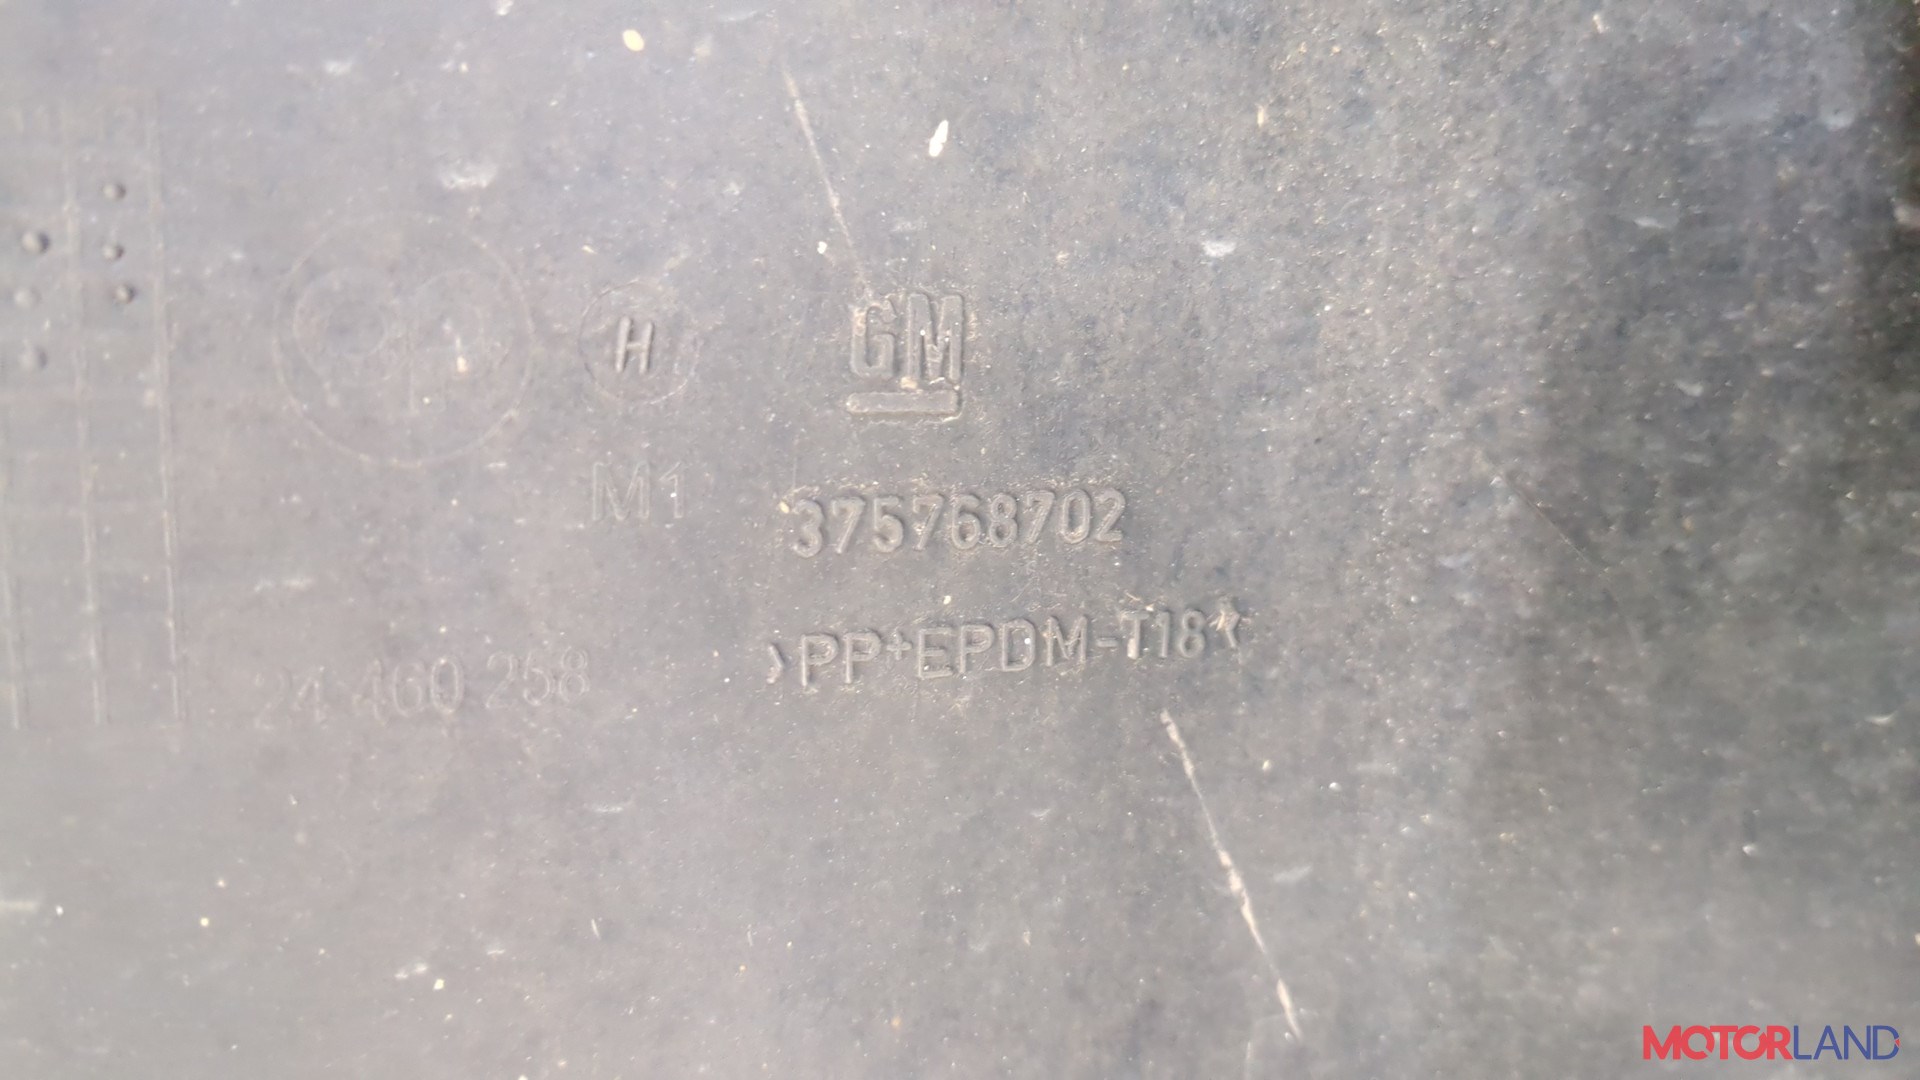 H
GM
M1
375768702
>PP+EPDM-T18<
24 460 258
MOTORLAND